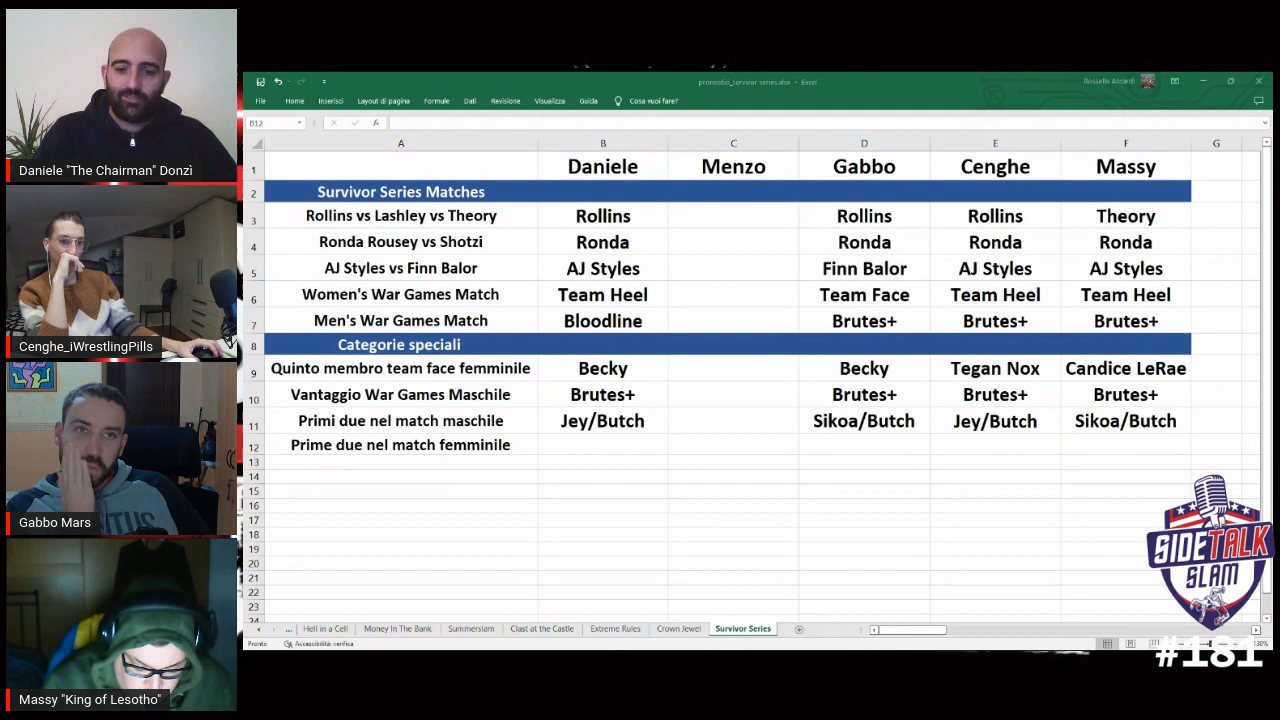 Daniele "The Chairman" Donzì
Cenghe_iWrestlingPills
Gabbo Mars
Massy "King of Lesotho"
pronostici_survivor series.xlsx - Excel
Rossella Acciardi
File Home Inserisci Layout di pagina Formule Dati Revisione Visualizza Guida Cosa vuoi fare?
B12 fx
A B C D E F G
1 Daniele Menzo Gabbo Cenghe Massy
2 Survivor Series Matches
3 Rollins vs Lashley vs Theory Rollins Rollins Rollins Theory
4 Ronda Rousey vs Shotzi Ronda Ronda Ronda Ronda
5 AJ Styles vs Finn Balor AJ Styles Finn Balor AJ Styles AJ Styles
6 Women's War Games Match Team Heel Team Face Team Heel Team Heel
7 Men's War Games Match Bloodline Brutes+ Brutes+ Brutes+
8 Categorie speciali
9 Quinto membro team face femminile Becky Becky Tegan Nox Candice LeRae
10 Vantaggio War Games Maschile Brutes+ Brutes+ Brutes+ Brutes+
11 Primi due nel match maschile Jey/Butch Sikoa/Butch Jey/Butch Sikoa/Butch
12 Prime due nel match femminile
13
14
15
16
17
18
19
20
21
22
23
24
... Hell in a Cell Money In The Bank Summerslam Clast at the Castle Extreme Rules Crown Jewel Survivor Series
Pronto Accessibilità: verifica
SIDETALK
SLAM
#181